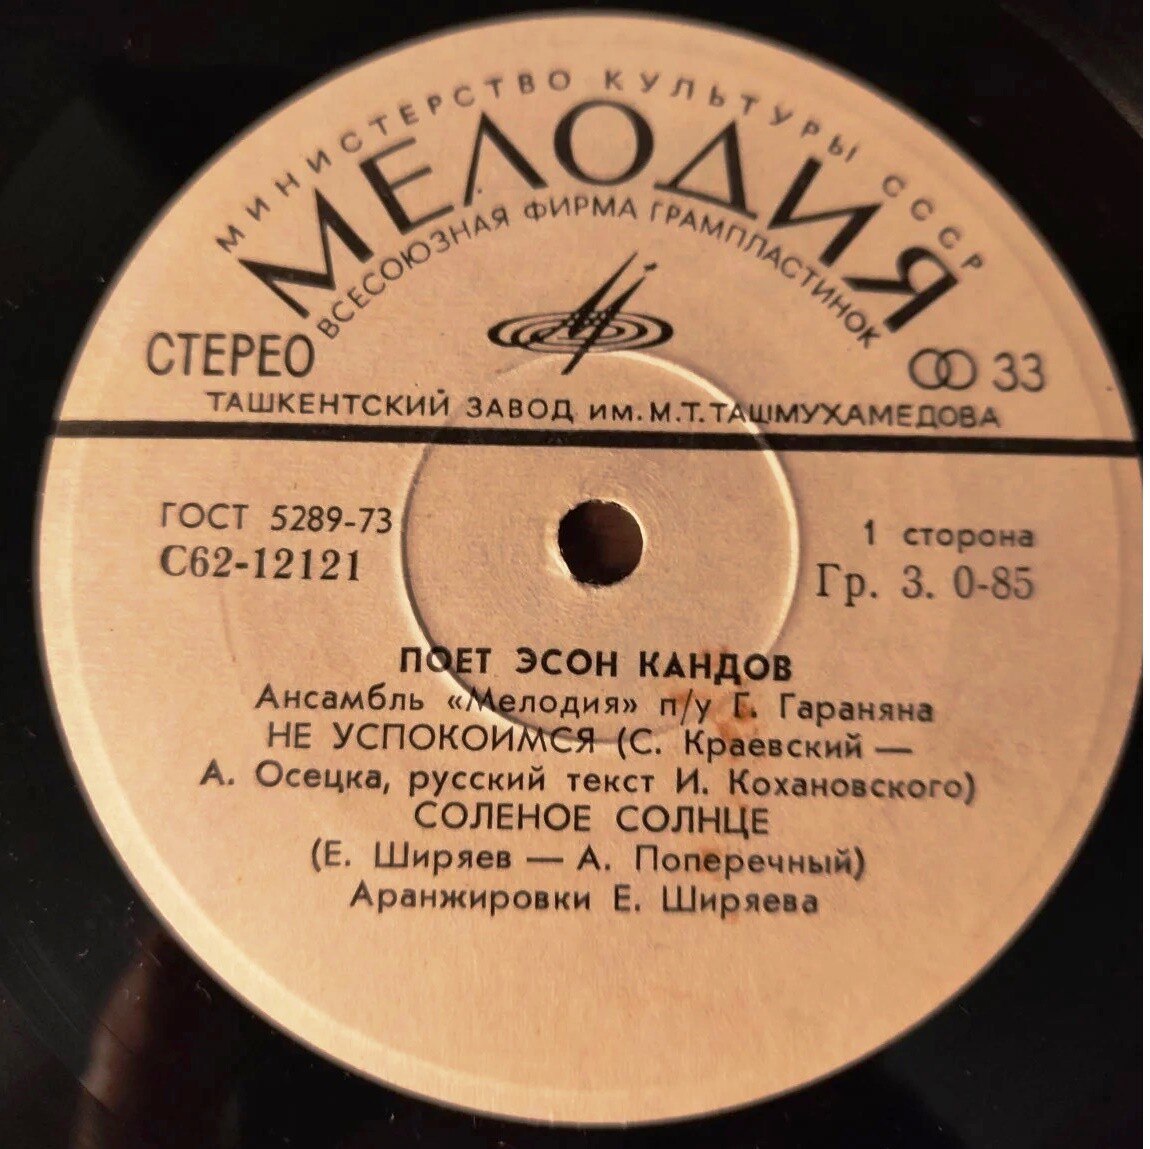 МИНИСТЕРСТВО КУЛЬТУРЫ СССР
МЕЛОДИЯ
ВСЕСОЮЗНАЯ ФИРМА ГРАМПЛАСТИНОК
СТЕРЕО
33
ТАШКЕНТСКИЙ ЗАВОД ИМ. М.Т. ТАШМУХАМЕДОВА
ГОСТ 5289-73
С62-12121
1 сторона
Гр. 3. 0-85
ПОЕТ ЭСОН КАНДОВ
Ансамбль «Мелодия» п/у Г. Гараняна
НЕ УСПОКОИМСЯ (С. Краевский —
А. Осецка, русский текст И. Кохановского)
СОЛЕНОЕ СОЛНЦЕ
(Е. Ширяев — А. Поперечный)
Аранжировки Е. Ширяева